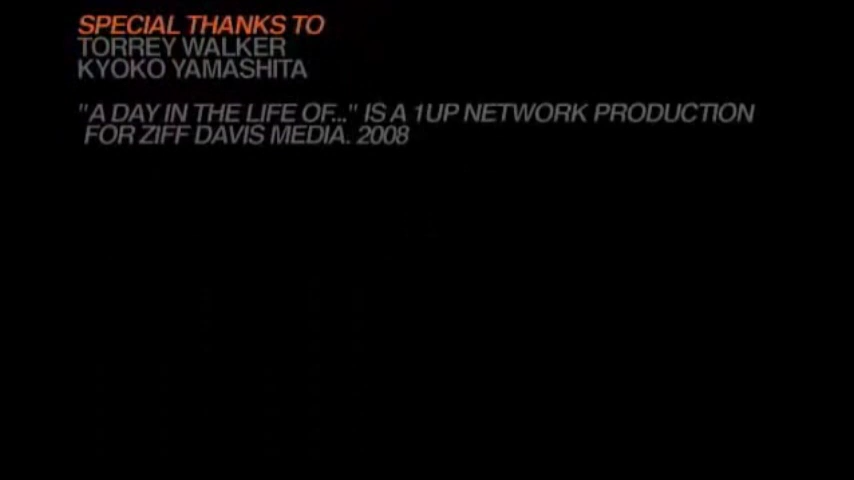 SPECIAL THANKS TO
TORREY WALKER
KYOKO YAMASHITA
"A DAY IN THE LIFE OF..." IS A 1UP NETWORK PRODUCTION
FOR ZIFF DAVIS MEDIA. 2008